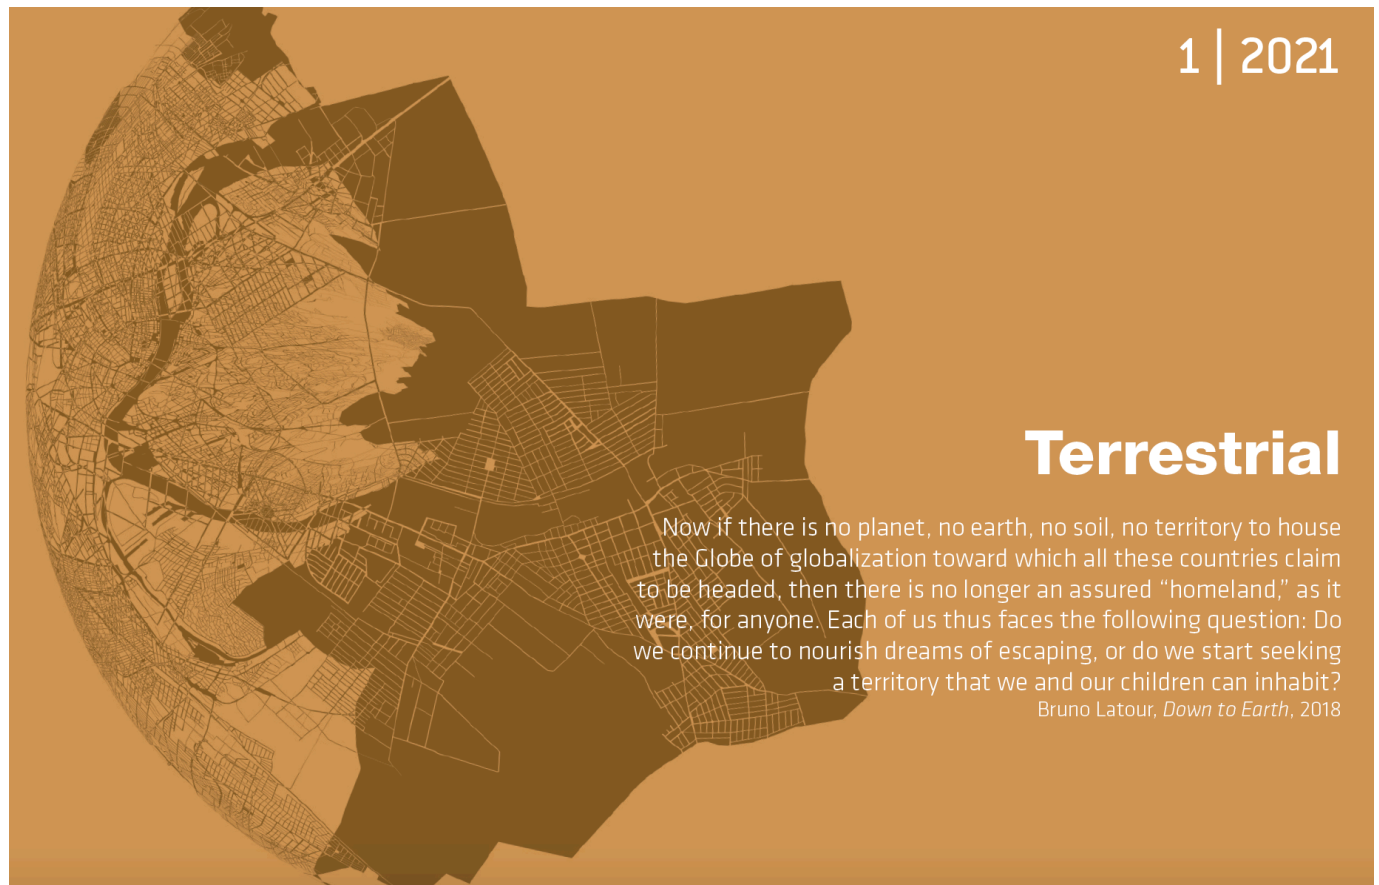 1 | 2021
Terrestrial
Now if there is no planet, no earth, no soil, no territory to house
the Globe of globalization toward which all these countries claim
to be headed, then there is no longer an assured “homeland,” as it
were, for anyone. Each of us thus faces the following question: Do
we continue to nourish dreams of escaping, or do we start seeking
a territory that we and our children can inhabit?
Bruno Latour, Down to Earth, 2018